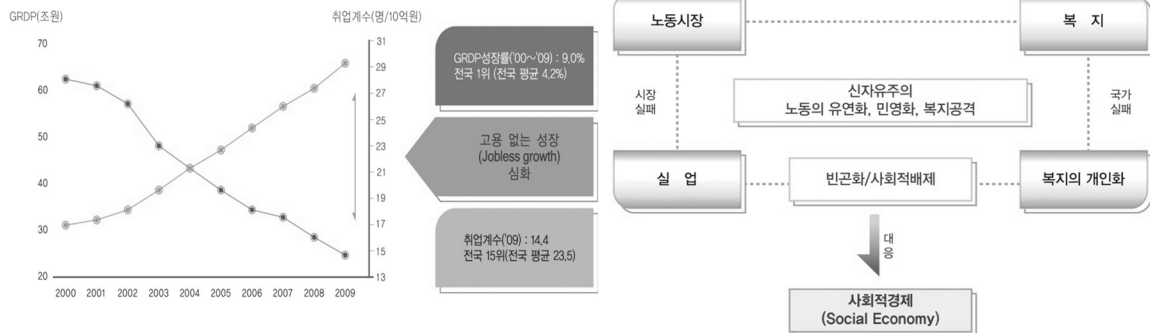 GRDP(조원)
취업계수(명/10억원)
70
60
50
40
30
20
31
29
27
25
23
21
19
17
15
13
2000 2001 2002 2003 2004 2005 2006 2007 2008 2009
GRDP성장률('00~'09) : 9.0%
전국 1위 (전국 평균 4.2%)
고용 없는 성장
(Jobless growth)
심화
취업계수('09) : 14.4
전국 15위(전국 평균 23.5)
노동시장
복 지
시장
실패
신자유주의
노동의 유연화, 민영화, 복지공격
국가
실패
실 업
빈곤화/사회적배제
복지의 개인화
대
응
사회적경제
(Social Economy)